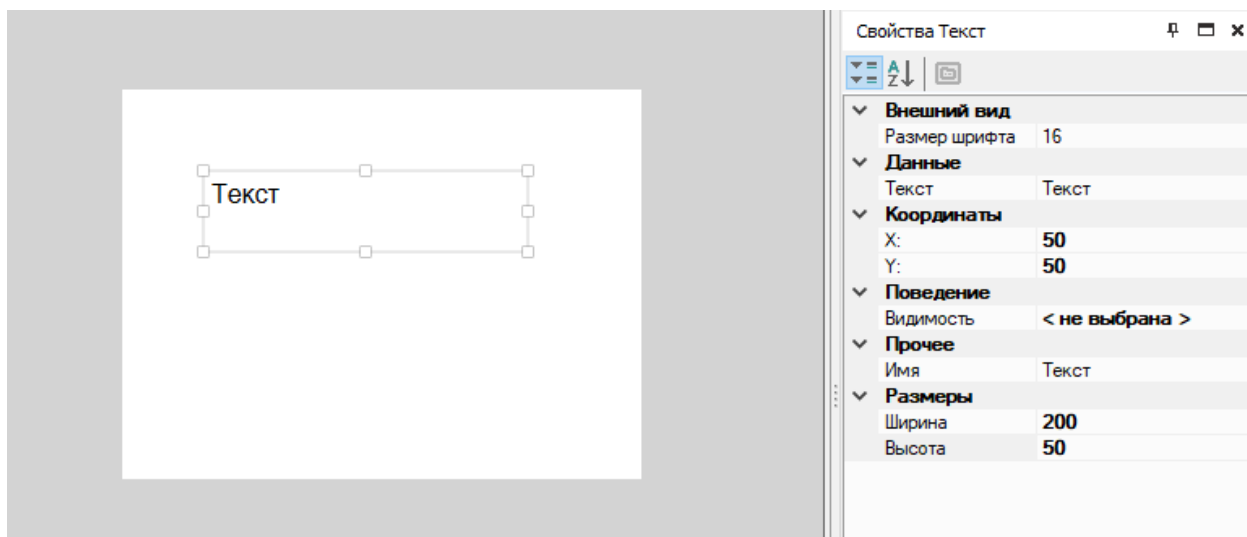 Свойства Текст
Внешний вид
Размер шрифта 16
Данные
Текст
Текст Текст
Координаты
X: 50
Y: 50
Поведение
Видимость < не выбрана >
Прочее
Имя Текст
Размеры
Ширина 200
Высота 50